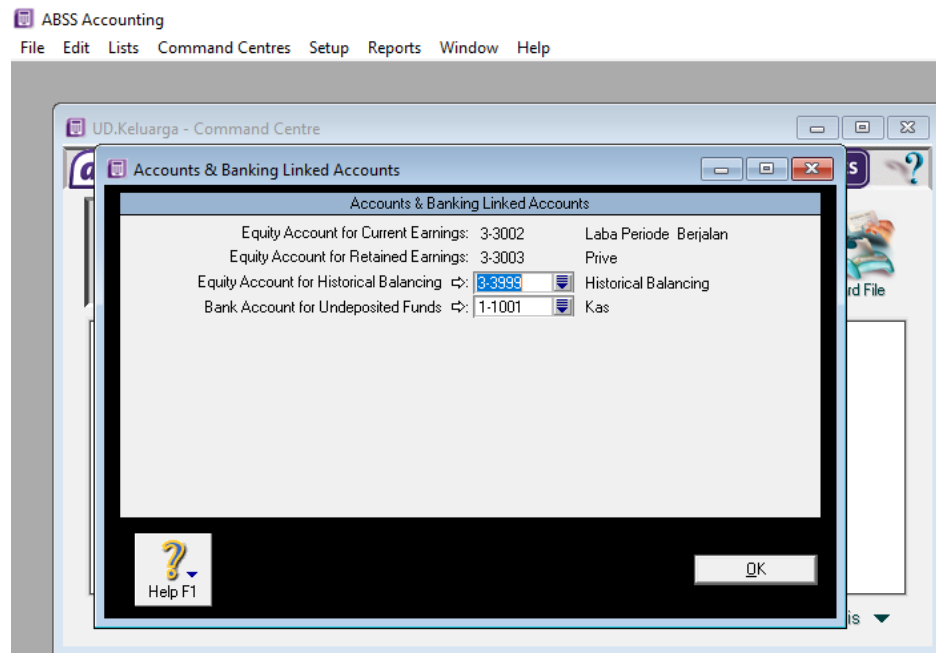 ABSS Accounting
File Edit Lists Command Centres Setup Reports Window Help
UD.Keluarga - Command Centre
Accounts & Banking Linked Accounts
Accounts & Banking Linked Accounts
Equity Account for Current Earnings: 3-3002 Laba Periode Berjalan
Equity Account for Retained Earnings: 3-3003 Prive
Equity Account for Historical Balancing ⇨: 3-3999 Historical Balancing
Bank Account for Undeposited Funds ⇨: 1-1001 Kas
rd File
Help F1
OK
is